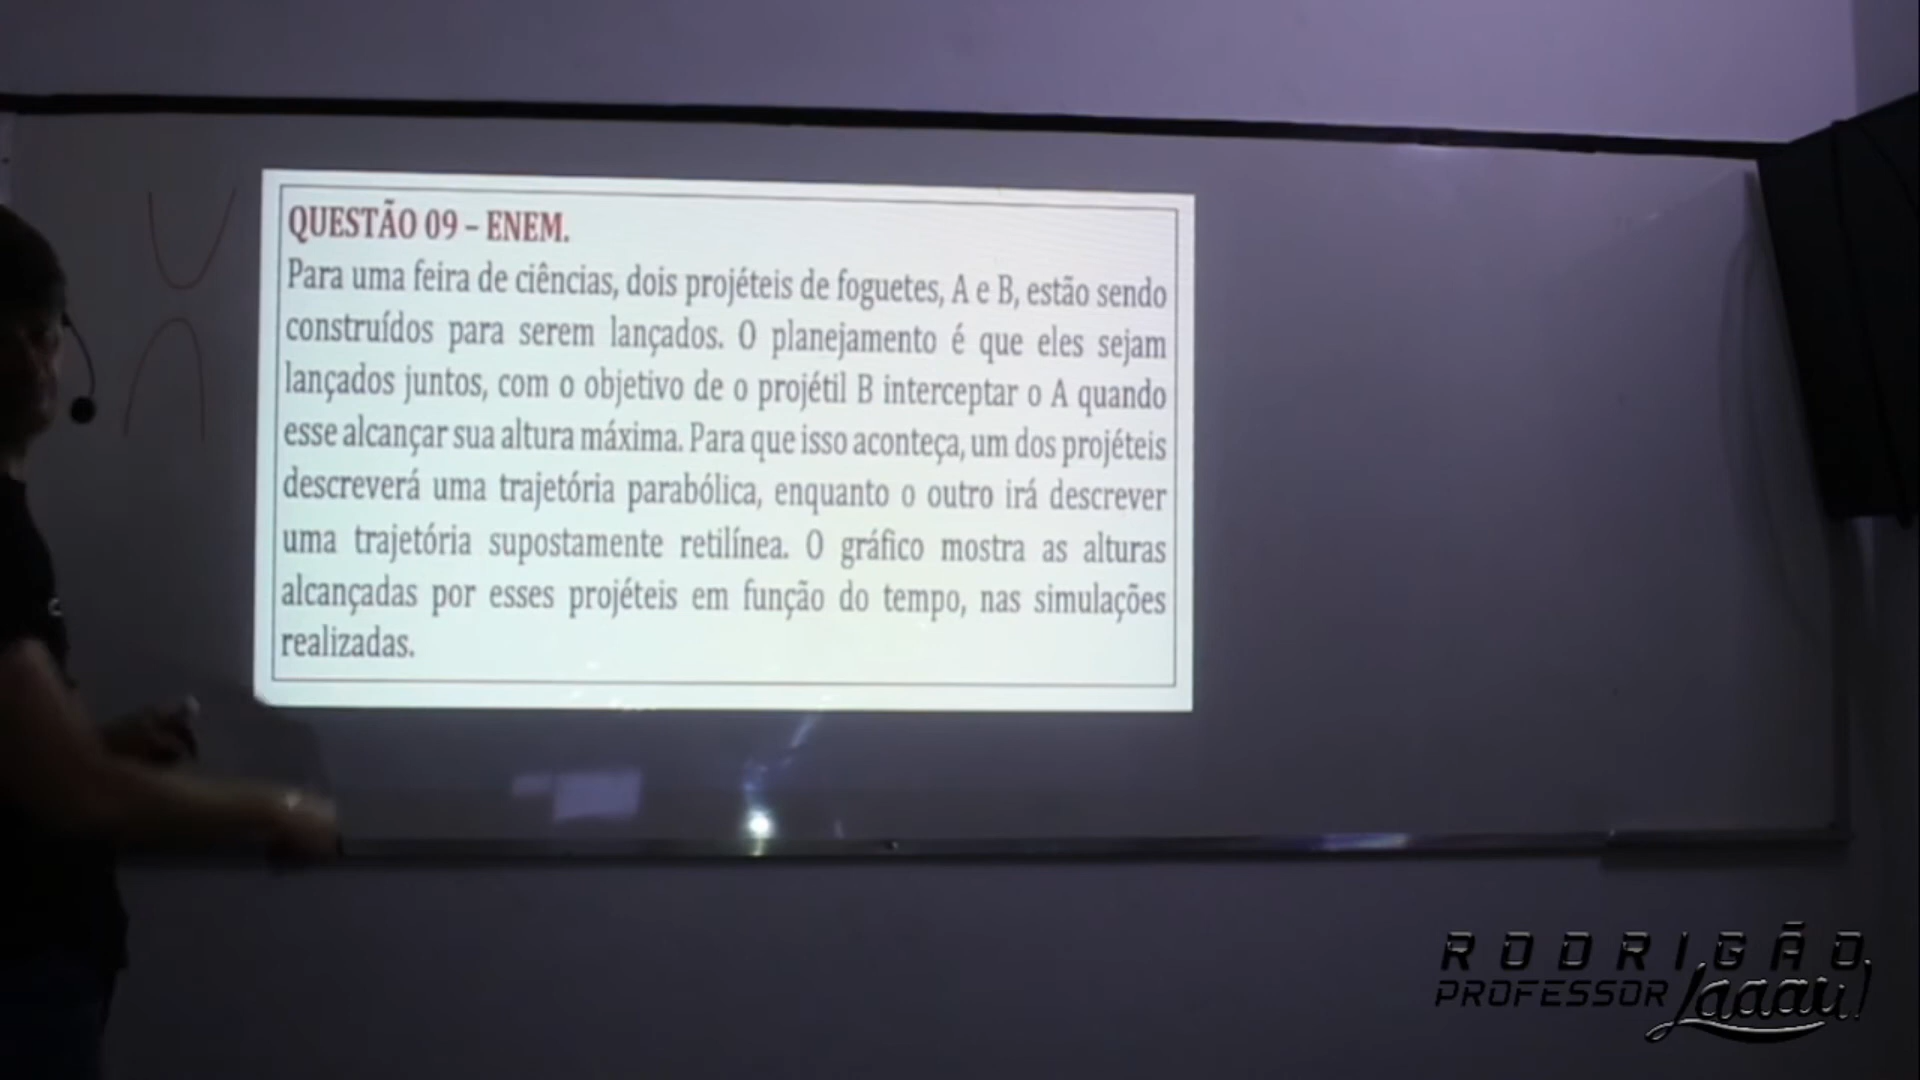 QUESTÃO 09 – ENEM.
Para uma feira de ciências, dois projéteis de foguetes, A e B, estão sendo
construídos para serem lançados. O planejamento é que eles sejam
lançados juntos, com o objetivo de o projétil B interceptar o A quando
esse alcançar sua altura máxima. Para que isso aconteça, um dos projéteis
descreverá uma trajetória parabólica, enquanto o outro irá descrever
uma trajetória supostamente retilínea. O gráfico mostra as alturas
alcançadas por esses projéteis em função do tempo, nas simulações
realizadas.
RODRIGÃO
PROFESSOR Laaau!